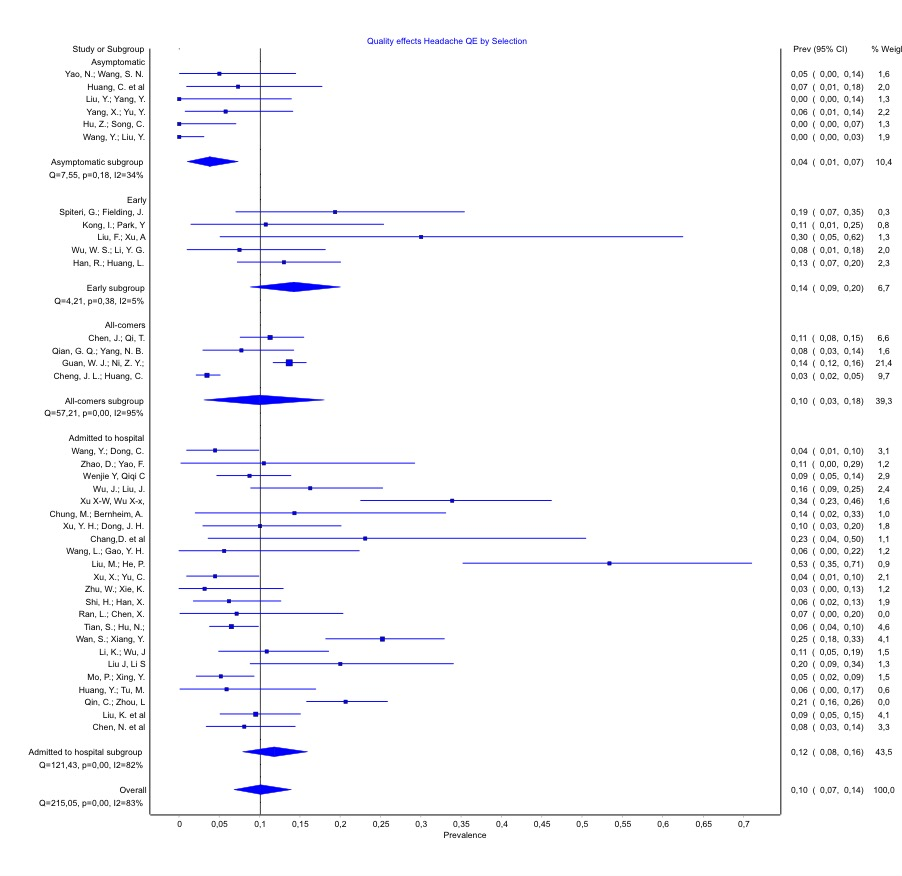 Quality effects Headache QE by Selection
Study or Subgroup Prev (95% CI) % Weigl
Asymptomatic
Yao, N.; Wang, S. N. 0,05 ( 0,00, 0,14) 1,6
Huang, C. et al 0,07 ( 0,01, 0,18) 2,0
Liu, Y.; Yang, Y. 0,00 ( 0,00, 0,14) 1,3
Yang, X.; Yu, Y. 0,06 ( 0,01, 0,14) 2,2
Hu, Z.; Song, C. 0,00 ( 0,00, 0,07) 1,3
Wang, Y.; Liu, Y. 0,00 ( 0,00, 0,03) 1,9
Asymptomatic subgroup 0,04 ( 0,01, 0,07) 10,4
Q=7,55, p=0,18, I2=34%
Early
Spiteri, G.; Fielding, J. 0,19 ( 0,07, 0,35) 0,3
Kong, I.; Park, Y 0,11 ( 0,01, 0,25) 0,8
Liu, F.; Xu, A 0,30 ( 0,05, 0,62) 1,3
Wu, W. S.; Li, Y. G. 0,08 ( 0,01, 0,18) 2,0
Han, R.; Huang, L. 0,13 ( 0,07, 0,20) 2,3
Early subgroup 0,14 ( 0,09, 0,20) 6,7
Q=4,21, p=0,38, I2=5%
All-comers
Chen, J.; Qi, T. 0,11 ( 0,08, 0,15) 6,6
Qian, G. Q.; Yang, N. B. 0,08 ( 0,03, 0,14) 1,6
Guan, W. J.; Ni, Z. Y.; 0,14 ( 0,12, 0,16) 21,4
Cheng, J. L.; Huang, C. 0,03 ( 0,02, 0,05) 9,7
All-comers subgroup 0,10 ( 0,03, 0,18) 39,3
Q=57,21, p=0,00, I2=95%
Admitted to hospital
Wang, Y.; Dong, C. 0,04 ( 0,01, 0,10) 3,1
Zhao, D.; Yao, F. 0,11 ( 0,00, 0,29) 1,2
Wenjie Y, Qiqi C 0,09 ( 0,05, 0,14) 2,9
Wu, J.; Liu, J. 0,16 ( 0,09, 0,25) 2,4
Xu X-W, Wu X-x, 0,34 ( 0,23, 0,46) 1,6
Chung, M.; Bernheim, A. 0,14 ( 0,02, 0,33) 1,0
Xu, Y. H.; Dong, J. H. 0,10 ( 0,03, 0,20) 1,8
Chang,D. et al 0,23 ( 0,04, 0,50) 1,1
Wang, L.; Gao, Y. H. 0,06 ( 0,00, 0,22) 1,2
Liu, M.; He, P. 0,53 ( 0,35, 0,71) 0,9
Xu, X.; Yu, C. 0,04 ( 0,01, 0,10) 2,1
Zhu, W.; Xie, K. 0,03 ( 0,00, 0,13) 1,2
Shi, H.; Han, X. 0,06 ( 0,02, 0,13) 1,9
Ran, L.; Chen, X. 0,07 ( 0,00, 0,20) 0,0
Tian, S.; Hu, N.; 0,06 ( 0,04, 0,10) 4,6
Wan, S.; Xiang, Y. 0,25 ( 0,18, 0,33) 4,1
Li, K.; Wu, J 0,11 ( 0,05, 0,19) 1,5
Liu J, Li S 0,20 ( 0,09, 0,34) 1,3
Mo, P.; Xing, Y. 0,05 ( 0,02, 0,09) 1,5
Huang, Y.; Tu, M. 0,06 ( 0,00, 0,17) 0,6
Qin, C.; Zhou, L 0,21 ( 0,16, 0,26) 0,0
Liu, K. et al 0,09 ( 0,05, 0,15) 4,1
Chen, N. et al 0,08 ( 0,03, 0,14) 3,3
Admitted to hospital subgroup 0,12 ( 0,08, 0,16) 43,5
Q=121,43, p=0,00, I2=82%
Overall 0,10 ( 0,07, 0,14) 100,0
Q=215,05, p=0,00, I2=83%
0 0,05 0,1 0,15 0,2 0,25 0,3 0,35 0,4 0,45 0,5 0,55 0,6 0,65 0,7
Prevalence